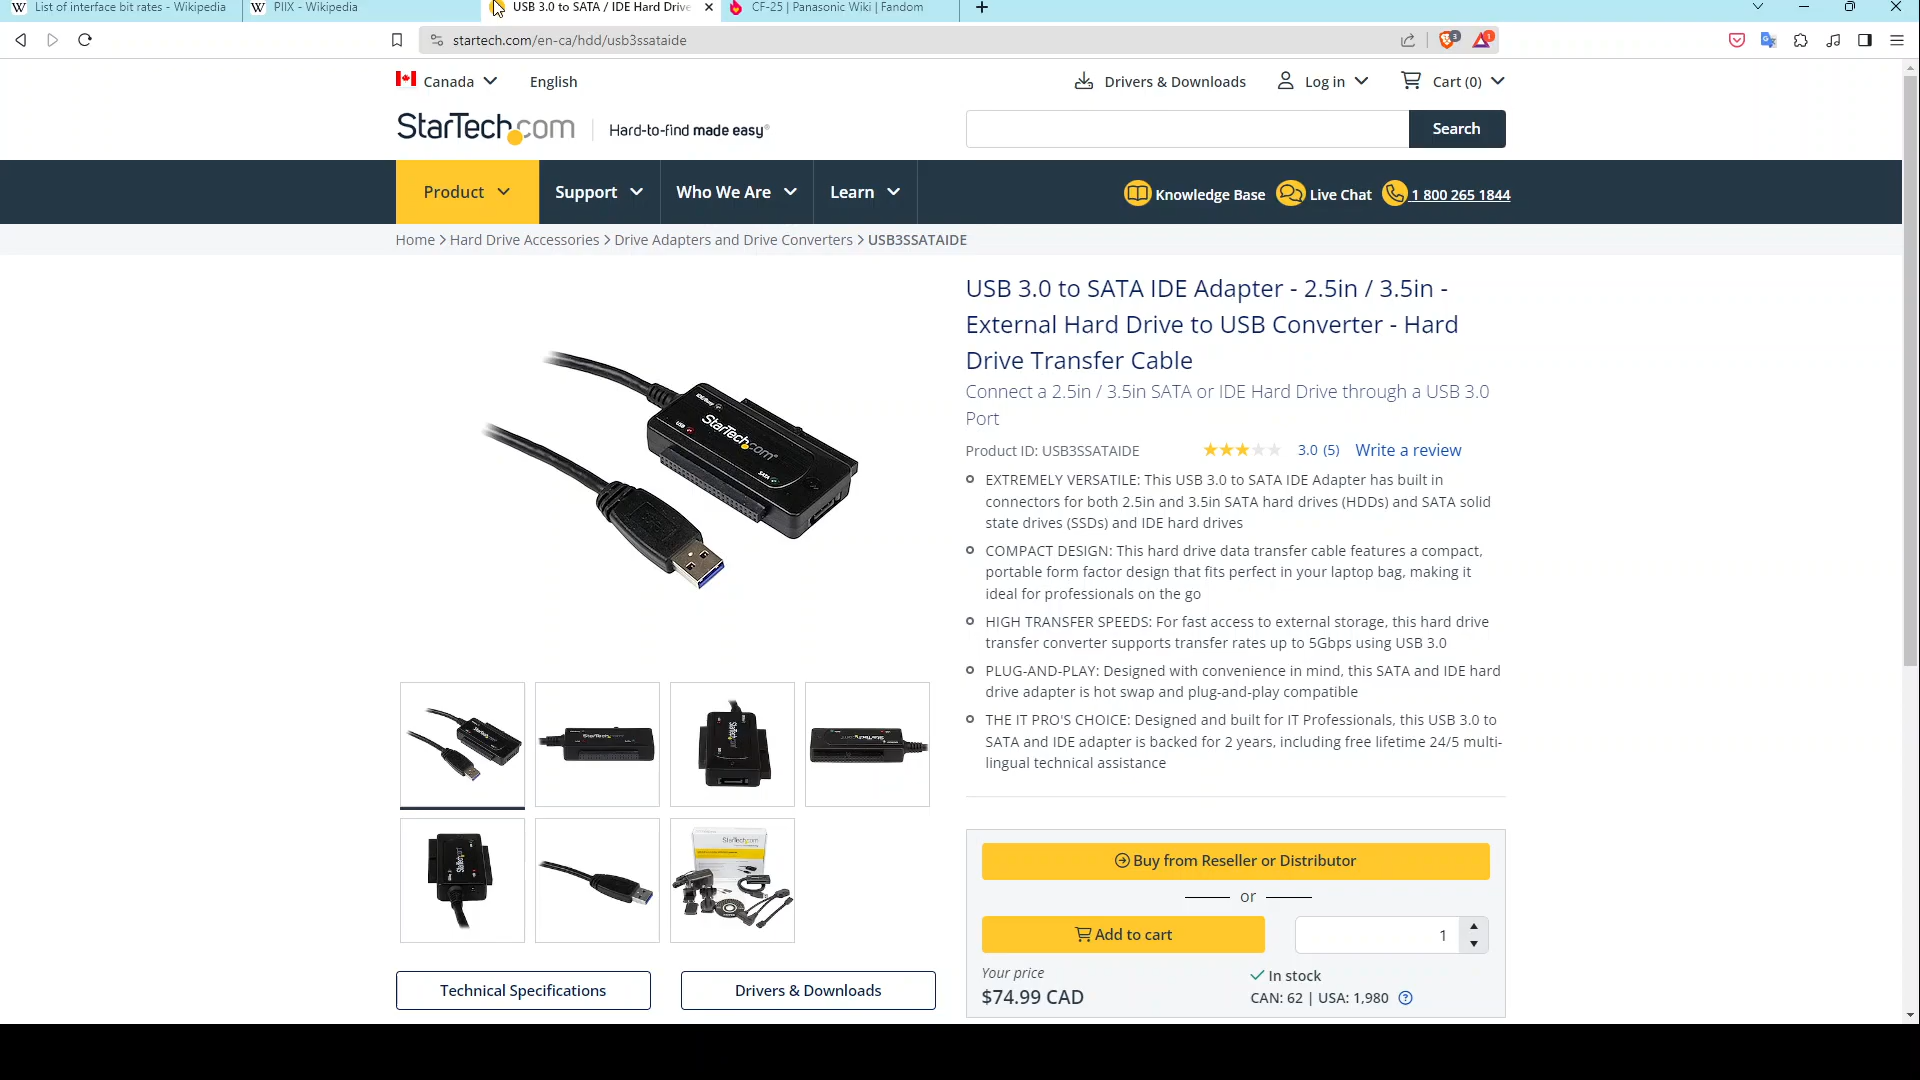 List of interface bit rates - Wikipedia
PIIX - Wikipedia
USB 3.0 to SATA / IDE Hard Drive
CF-25 | Panasonic Wiki | Fandom
startech.com/en-ca/hdd/usb3ssataide
3
1
Canada
English
Drivers & Downloads
Log in
Cart (0)
StarTech.com
Hard-to-find made easy®
Search
Product
Support
Who We Are
Learn
Knowledge Base
Live Chat
1 800 265 1844
Home > Hard Drive Accessories > Drive Adapters and Drive Converters > USB3SSATAIDE
USB 3.0 to SATA IDE Adapter - 2.5in / 3.5in -
External Hard Drive to USB Converter - Hard
Drive Transfer Cable
Connect a 2.5in / 3.5in SATA or IDE Hard Drive through a USB 3.0
Port
Product ID: USB3SSATAIDE
3.0 (5)
Write a review
EXTREMELY VERSATILE: This USB 3.0 to SATA IDE Adapter has built in
connectors for both 2.5in and 3.5in SATA hard drives (HDDs) and SATA solid
state drives (SSDs) and IDE hard drives
COMPACT DESIGN: This hard drive data transfer cable features a compact,
portable form factor design that fits perfect in your laptop bag, making it
ideal for professionals on the go
HIGH TRANSFER SPEEDS: For fast access to external storage, this hard drive
transfer converter supports transfer rates up to 5Gbps using USB 3.0
PLUG-AND-PLAY: Designed with convenience in mind, this SATA and IDE hard
drive adapter is hot swap and plug-and-play compatible
THE IT PRO'S CHOICE: Designed and built for IT Professionals, this USB 3.0 to
SATA and IDE adapter is backed for 2 years, including free lifetime 24/5 multi-
lingual technical assistance
USB
StarTech.com
SATA
Buy from Reseller or Distributor
or
Add to cart
1
Your price
$74.99 CAD
In stock
CAN: 62 | USA: 1,980
Technical Specifications
Drivers & Downloads